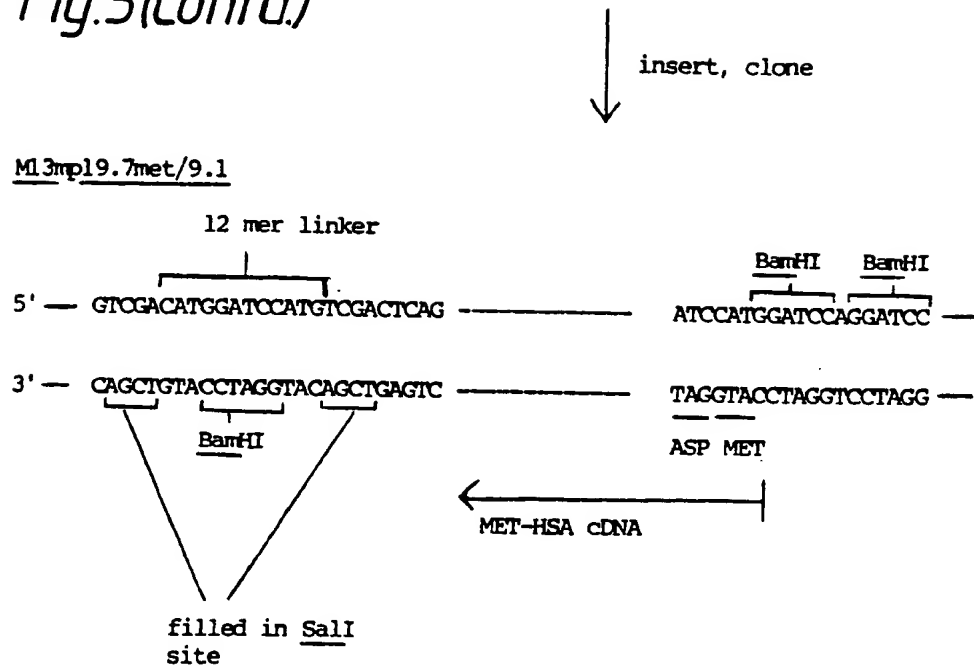 Fig.5(contd.)
insert, clone
M13mp19.7met/9.1
12 mer linker
BamHI BamHI
5' — GTCGACATGGATCCATGTCGACTCAG — ATCCATGGATCCAGGATCC —
3' — CAGCTGTACCTAGGTACAGCTGAGTC — TAGGTACCTAGGTCCTAGG —
BamHI
ASP MET
MET-HSA cDNA
filled in SalI
site